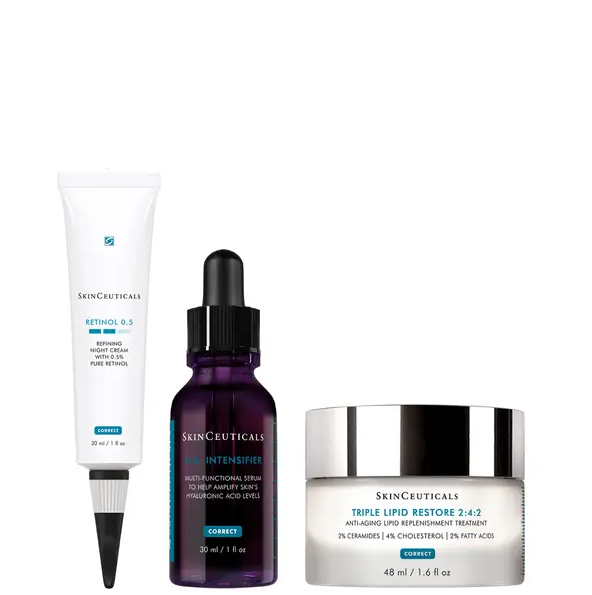 SKINCEUTICALS
RETINOL 0.5
REFINING
NIGHT CREAM
WITH 0.5%
PURE RETINOL
CORRECT
30 ml / 1 fl oz
SKINCEUTICALS
H.A. INTENSIFIER
MULTI-FUNCTIONAL SERUM
TO HELP AMPLIFY SKIN'S
HYALURONIC ACID LEVELS
CORRECT
30 ml / 1 fl oz
SKINCEUTICALS
TRIPLE LIPID RESTORE 2:4:2
ANTI-AGING LIPID REPLENISHMENT TREATMENT
2% CERAMIDES | 4% CHOLESTEROL | 2% FATTY ACIDS
CORRECT
48 ml / 1.6 fl oz